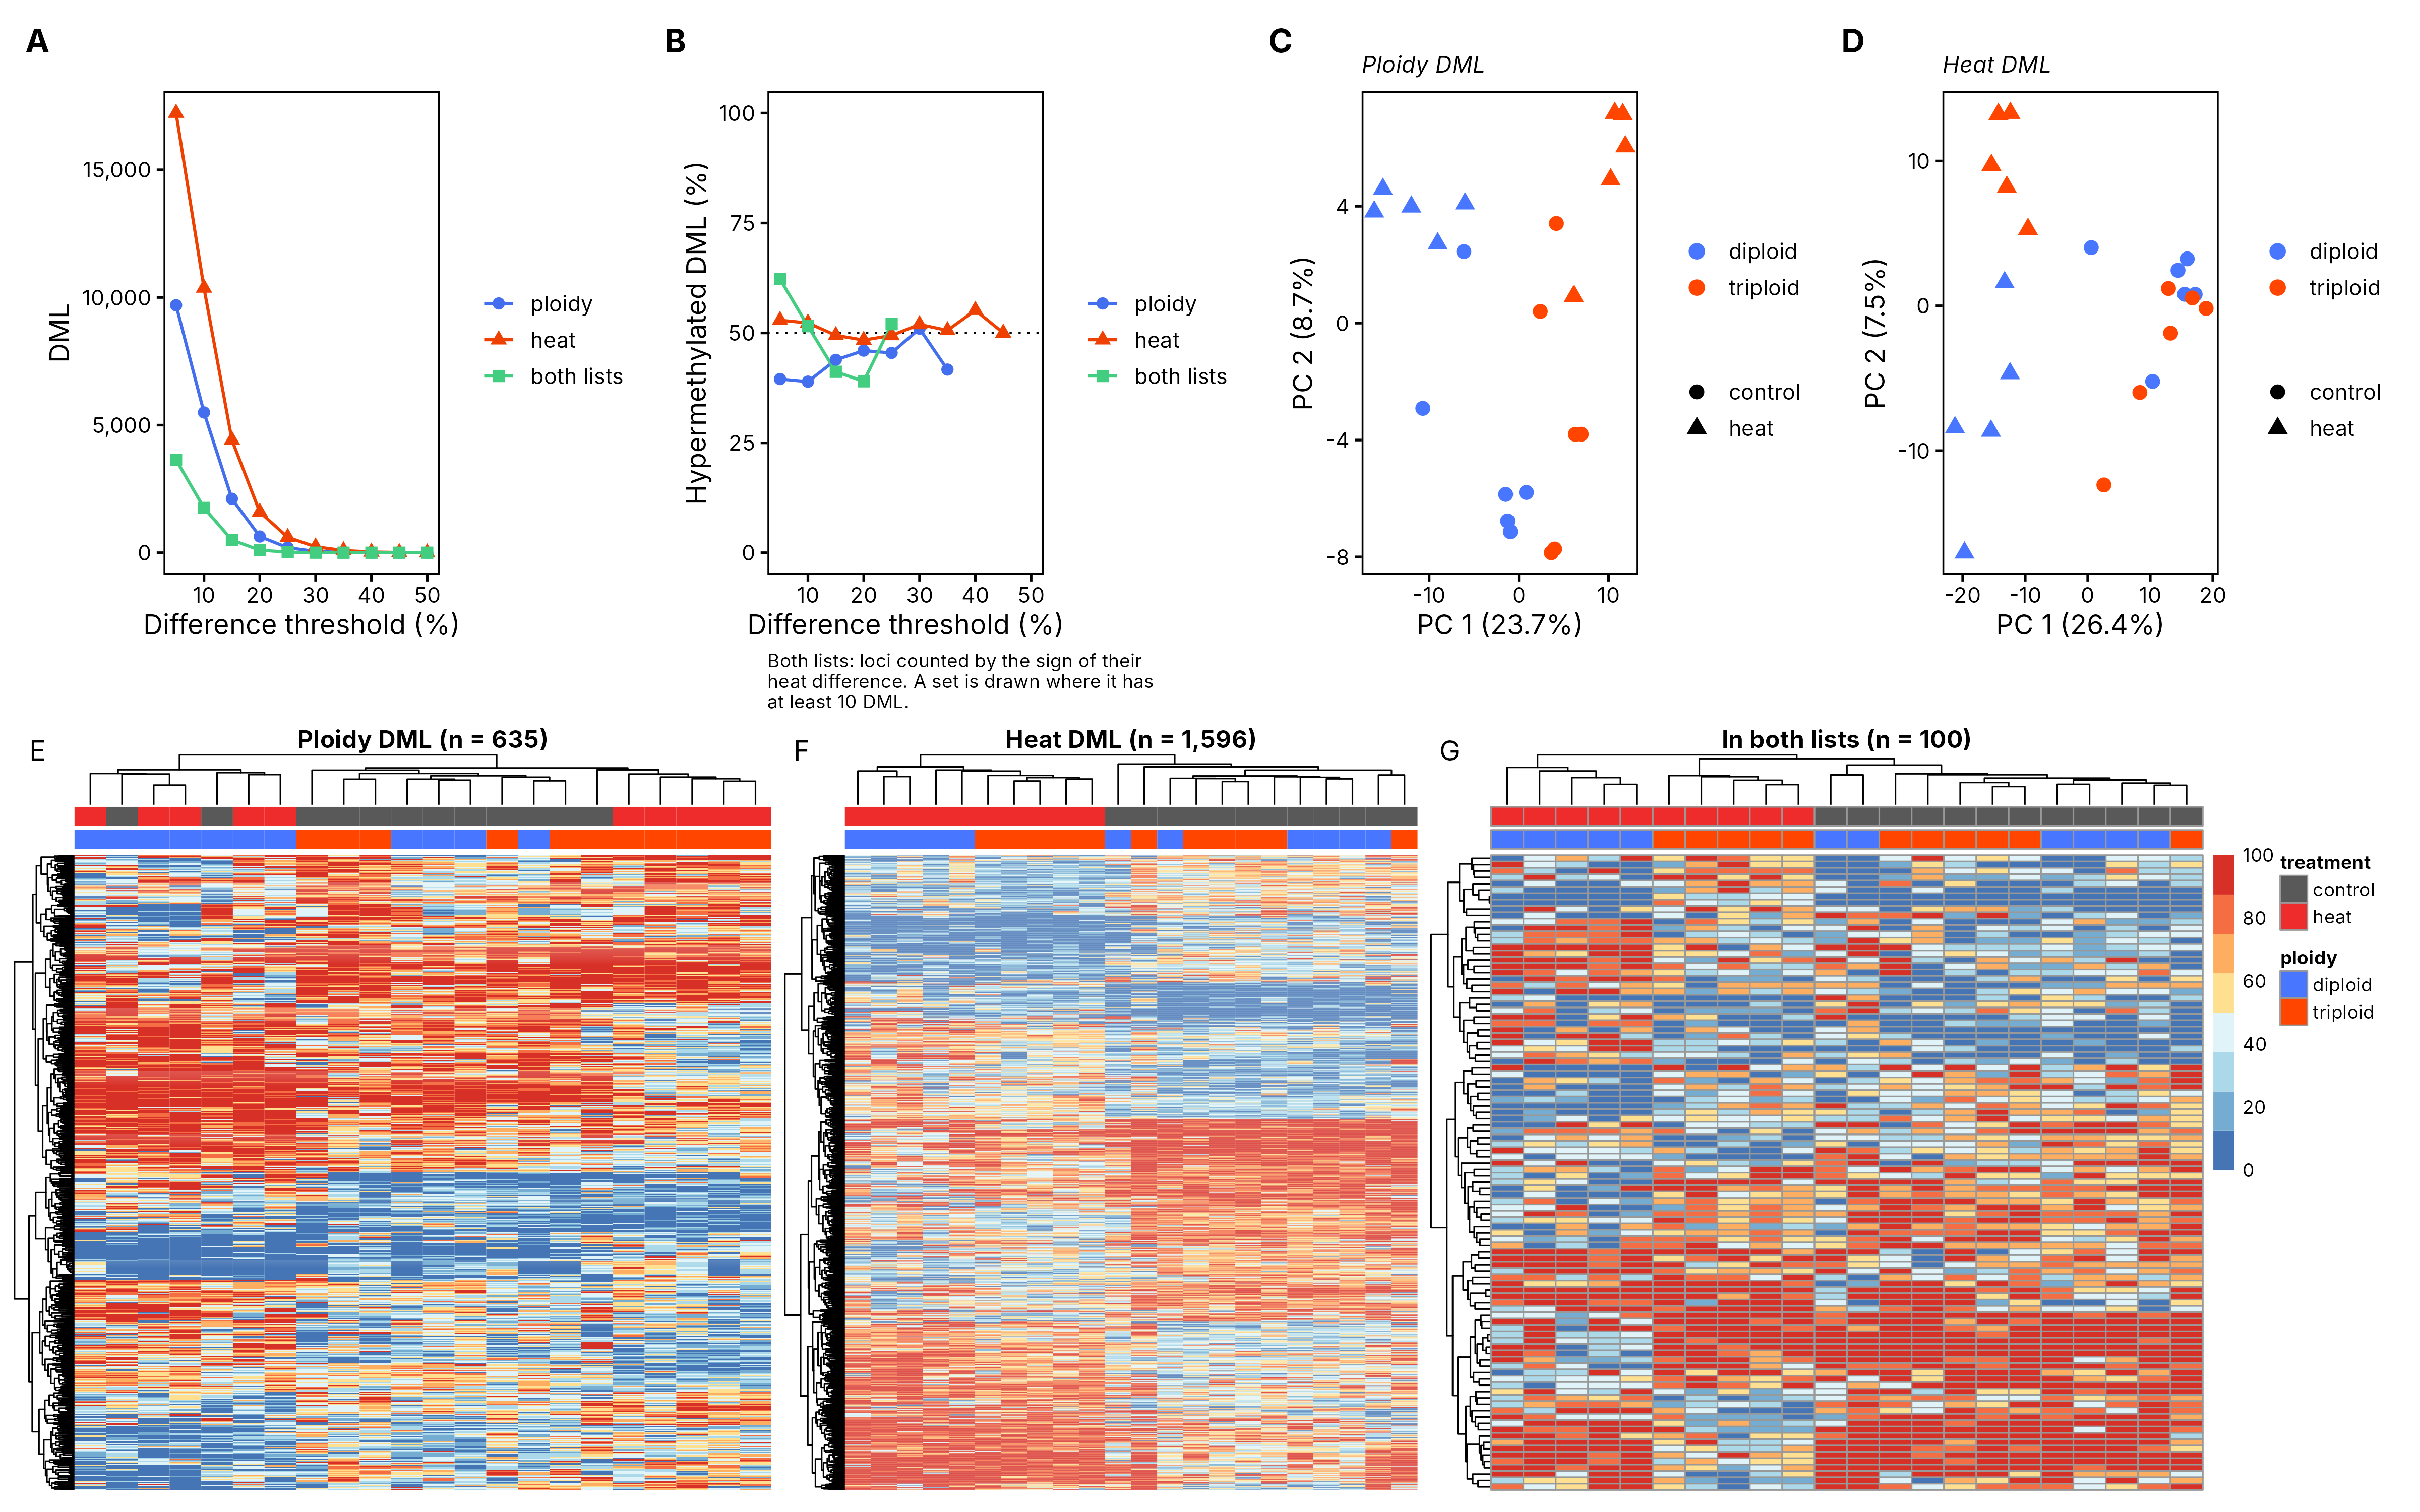 A
DML
15,000
10,000
5,000
0
10 20 30 40 50
Difference threshold (%)
ploidy
heat
both lists
B
Hypermethylated DML (%)
100
75
50
25
0
10 20 30 40 50
Difference threshold (%)
ploidy
heat
both lists
Both lists: loci counted by the sign of their
heat difference. A set is drawn where it has
at least 10 DML.
C
Ploidy DML
PC 2 (8.7%)
4
0
-4
-8
-10 0 10
PC 1 (23.7%)
diploid
triploid
control
heat
D
Heat DML
PC 2 (7.5%)
10
0
-10
-20 -10 0 10 20
PC 1 (26.4%)
diploid
triploid
control
heat
E
Ploidy DML (n = 635)
F
Heat DML (n = 1,596)
G
In both lists (n = 100)
100
80
60
40
20
0
treatment
control
heat
ploidy
diploid
triploid